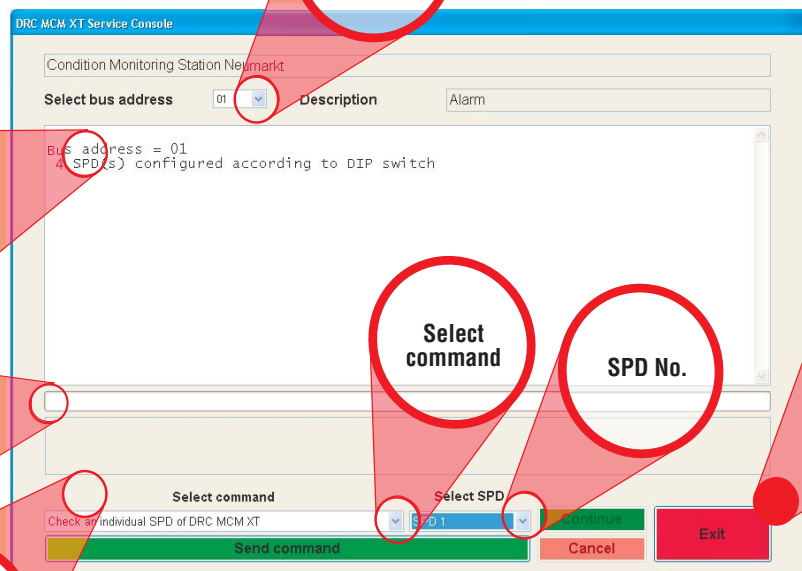 DRC MCM XT Service Console
Condition Monitoring Station Neumarkt
Select bus address 01 Description Alarm
Bus address = 01
4 SPD(s) configured according to DIP switch
Select command
SPD No.
Select command Select SPD
Check an individual SPD of DRC MCM XT SPD 1 Continue
Send command Cancel Exit